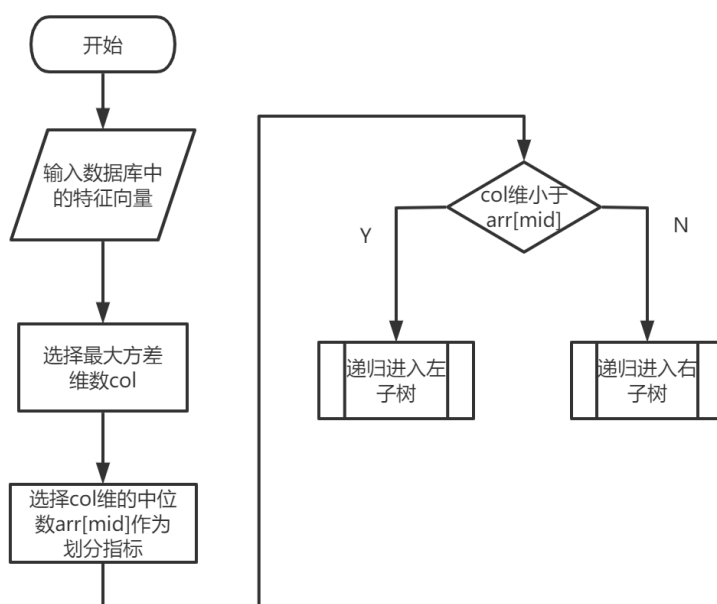 开始
输入数据库中
的特征向量
选择最大方差
维数col
选择col维的中位
数arr[mid]作为
划分指标
col维小于
arr[mid]
Y
N
递归进入左
子树
递归进入右
子树